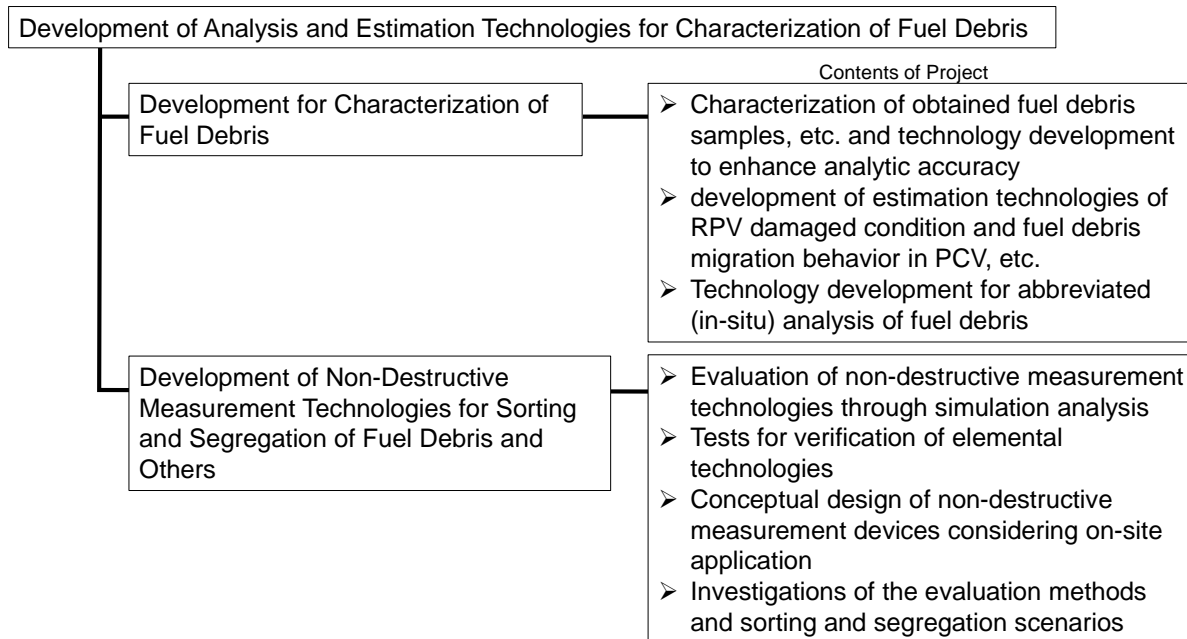 Development of Analysis and Estimation Technologies for Characterization of Fuel Debris
Contents of Project
Development for Characterization of
Fuel Debris
➢ Characterization of obtained fuel debris
samples, etc. and technology development
to enhance analytic accuracy
➢ development of estimation technologies of
RPV damaged condition and fuel debris
migration behavior in PCV, etc.
➢ Technology development for abbreviated
(in-situ) analysis of fuel debris
Development of Non-Destructive
Measurement Technologies for Sorting
and Segregation of Fuel Debris and
Others
➢ Evaluation of non-destructive measurement
technologies through simulation analysis
➢ Tests for verification of elemental
technologies
➢ Conceptual design of non-destructive
measurement devices considering on-site
application
➢ Investigations of the evaluation methods
and sorting and segregation scenarios